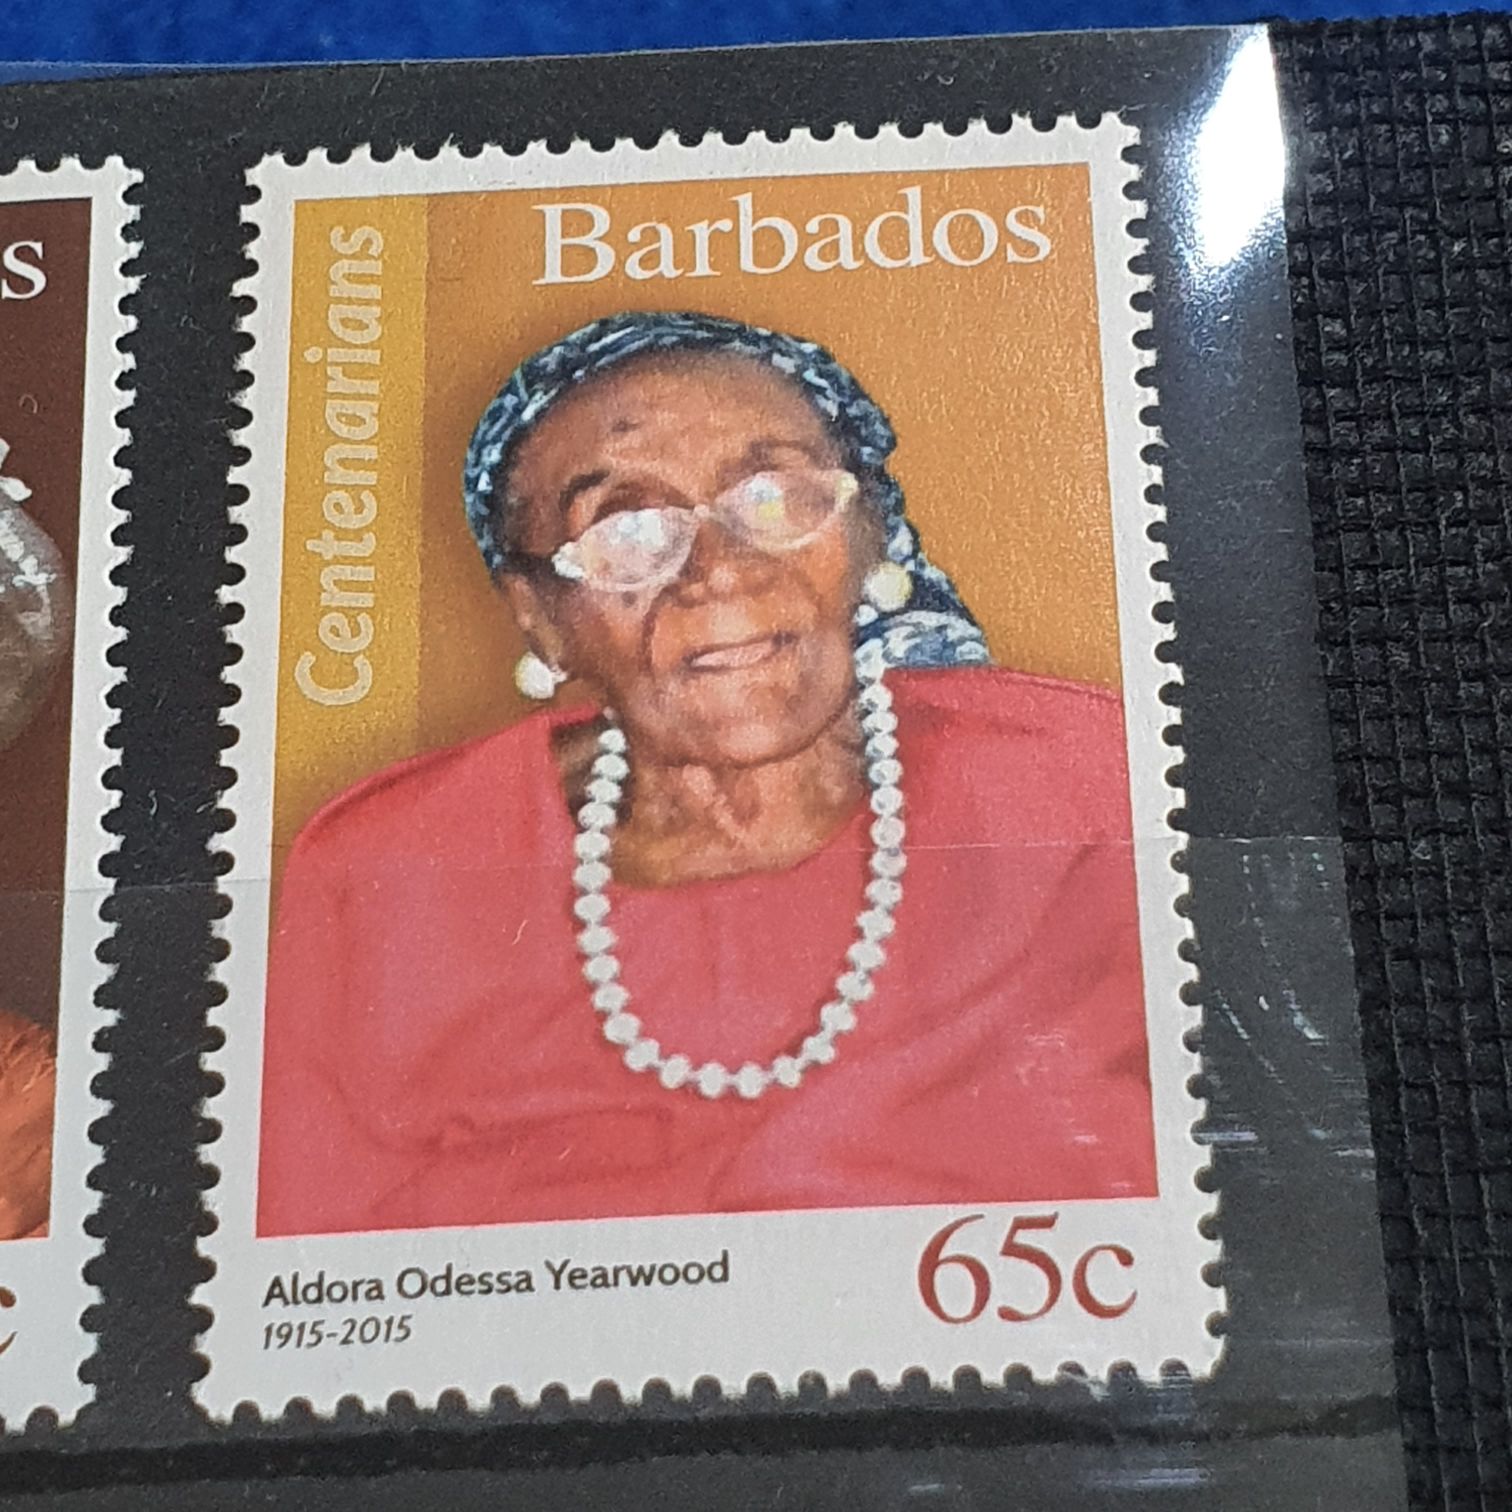 Barbados
Centenarians
Aldora Odessa Yearwood
1915-2015
65c
s
c